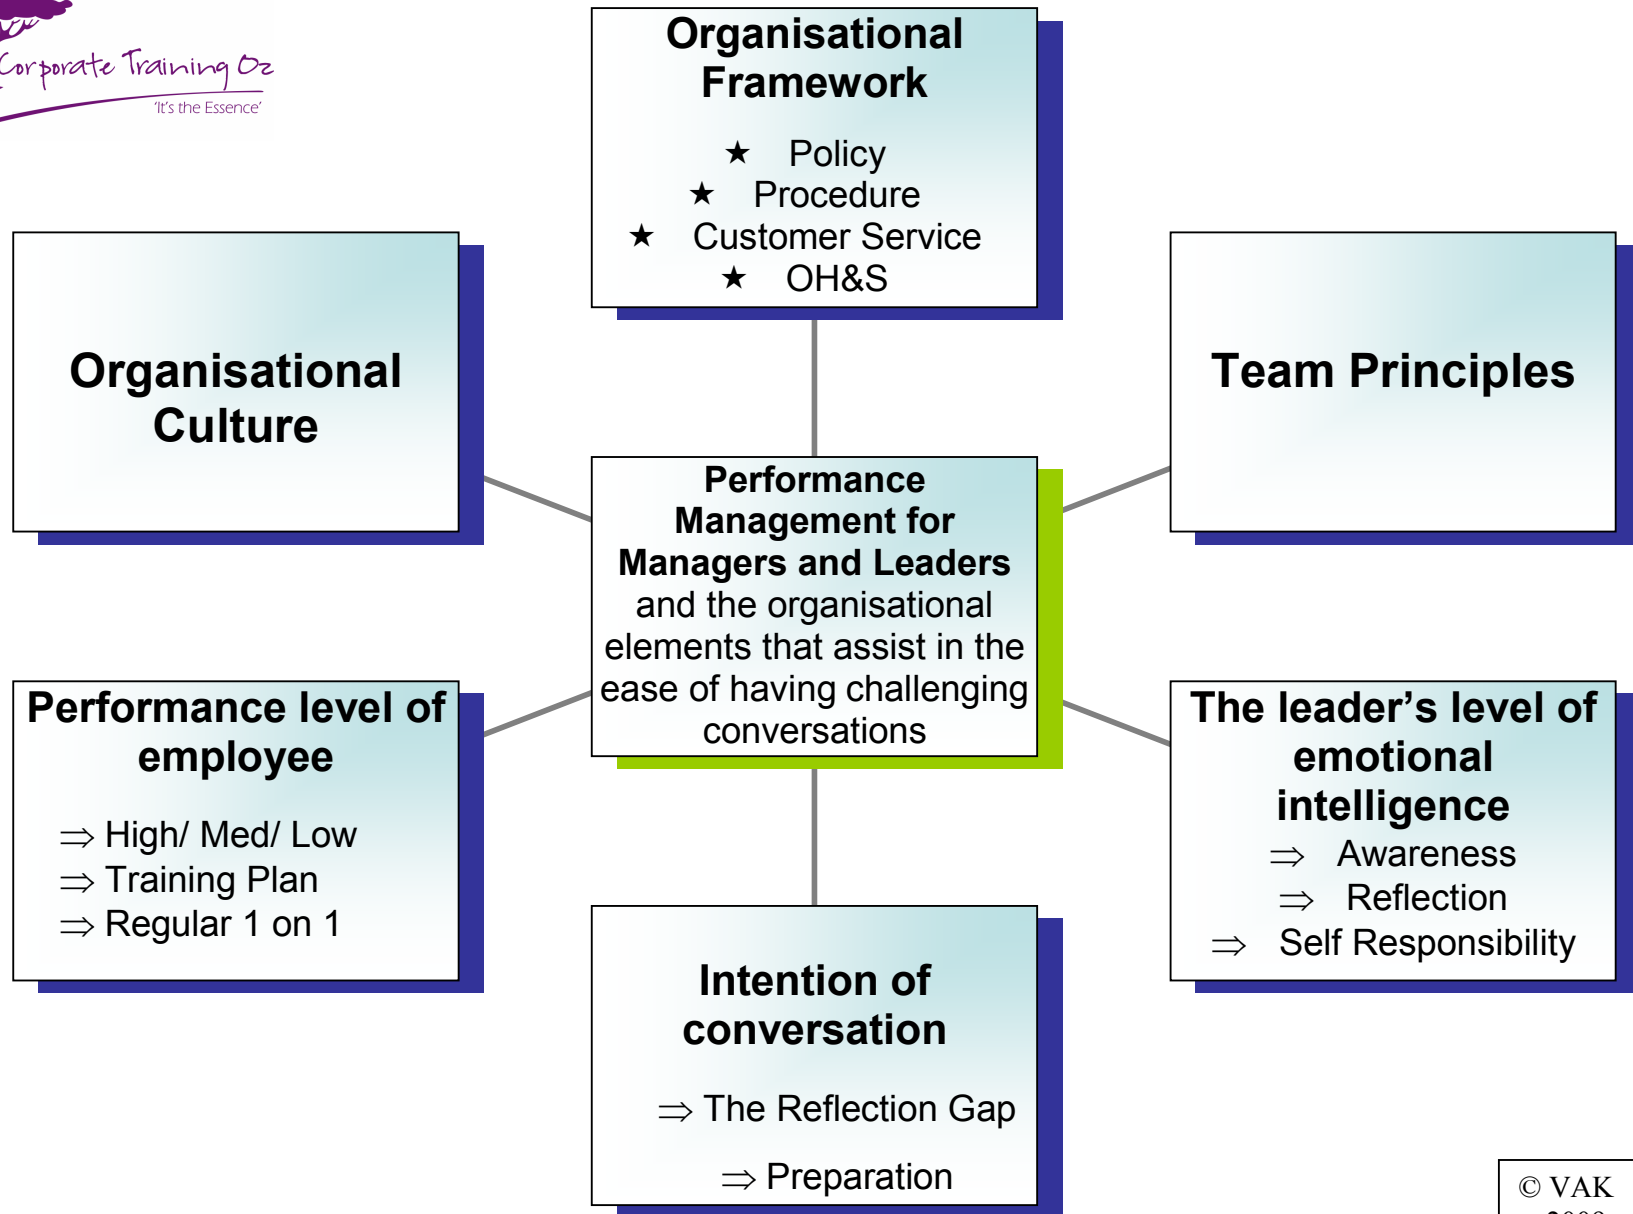 Corporate Training Oz
'It's the Essence'
Organisational
Framework
★ Policy
★ Procedure
★ Customer Service
★ OH&S
Organisational
Culture
Team Principles
Performance
Management for
Managers and Leaders
and the organisational
elements that assist in the
ease of having challenging
conversations
Performance level of
employee
⇒ High/ Med/ Low
⇒ Training Plan
⇒ Regular 1 on 1
The leader's level of
emotional
intelligence
⇒ Awareness
⇒ Reflection
⇒ Self Responsibility
Intention of
conversation
⇒ The Reflection Gap
⇒ Preparation
© VAK